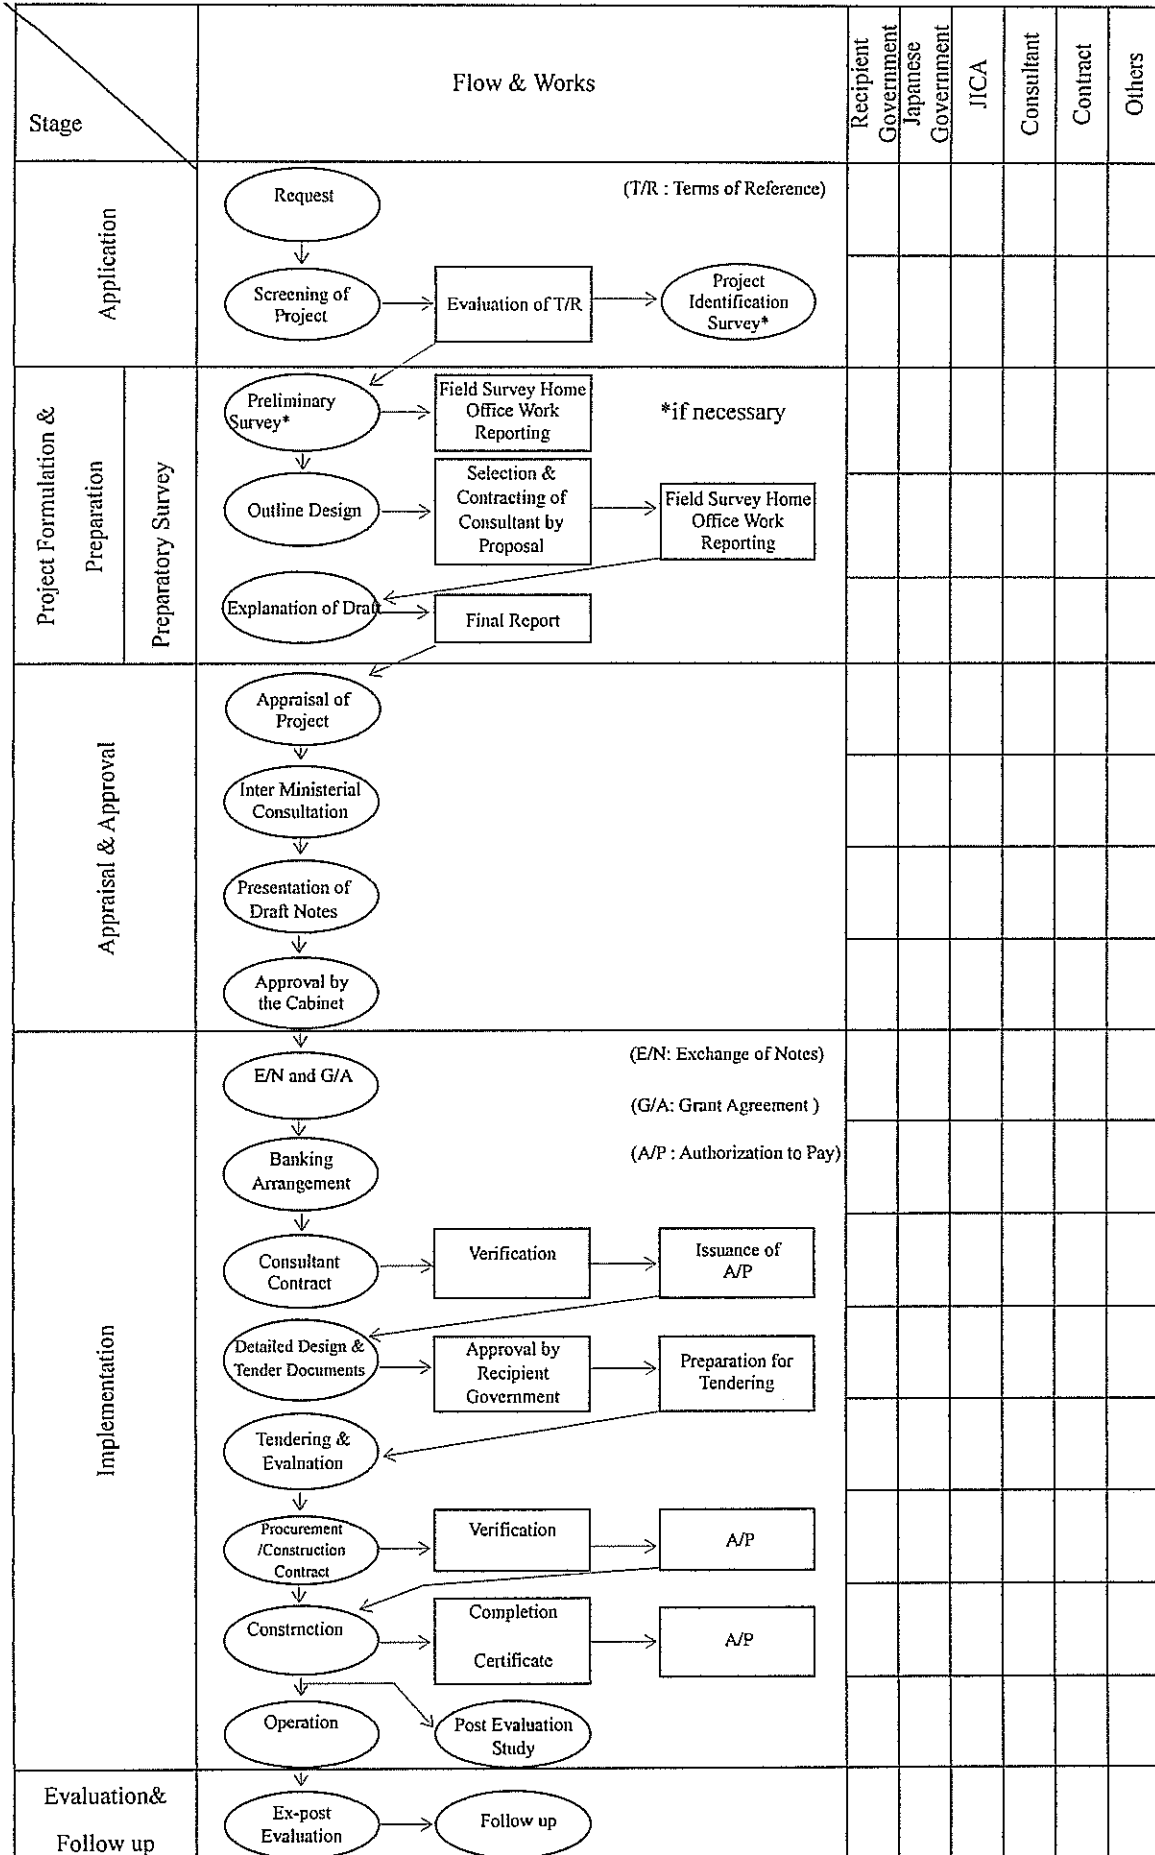 Stage
Flow & Works
Recipient
Government
Japanese
Government
JICA
Consultant
Contract
Others
Application
Request
(T/R : Terms of Reference)
Screening of
Project
Evaluation of T/R
Project
Identification
Survey*
Project Formulation &
Preparation
Preparatory Survey
Preliminary
Survey*
Field Survey Home
Office Work
Reporting
*if necessary
Outline Design
Selection &
Contracting of
Consultant by
Proposal
Field Survey Home
Office Work
Reporting
Explanation of Draft
Final Report
Appraisal & Approval
Appraisal of
Project
Inter Ministerial
Consultation
Presentation of
Draft Notes
Approval by
the Cabinet
Implementation
E/N and G/A
(E/N: Exchange of Notes)
(G/A: Grant Agreement )
(A/P : Authorization to Pay)
Banking
Arrangement
Consultant
Contract
Verification
Issuance of
A/P
Detailed Design &
Tender Documents
Approval by
Recipient
Government
Preparation for
Tendering
Tendering &
Evaluation
Procurement
/Construction
Contract
Verification
A/P
Construction
Completion
Certificate
A/P
Operation
Post Evaluation
Study
Evaluation&
Follow up
Ex-post
Evaluation
Follow up